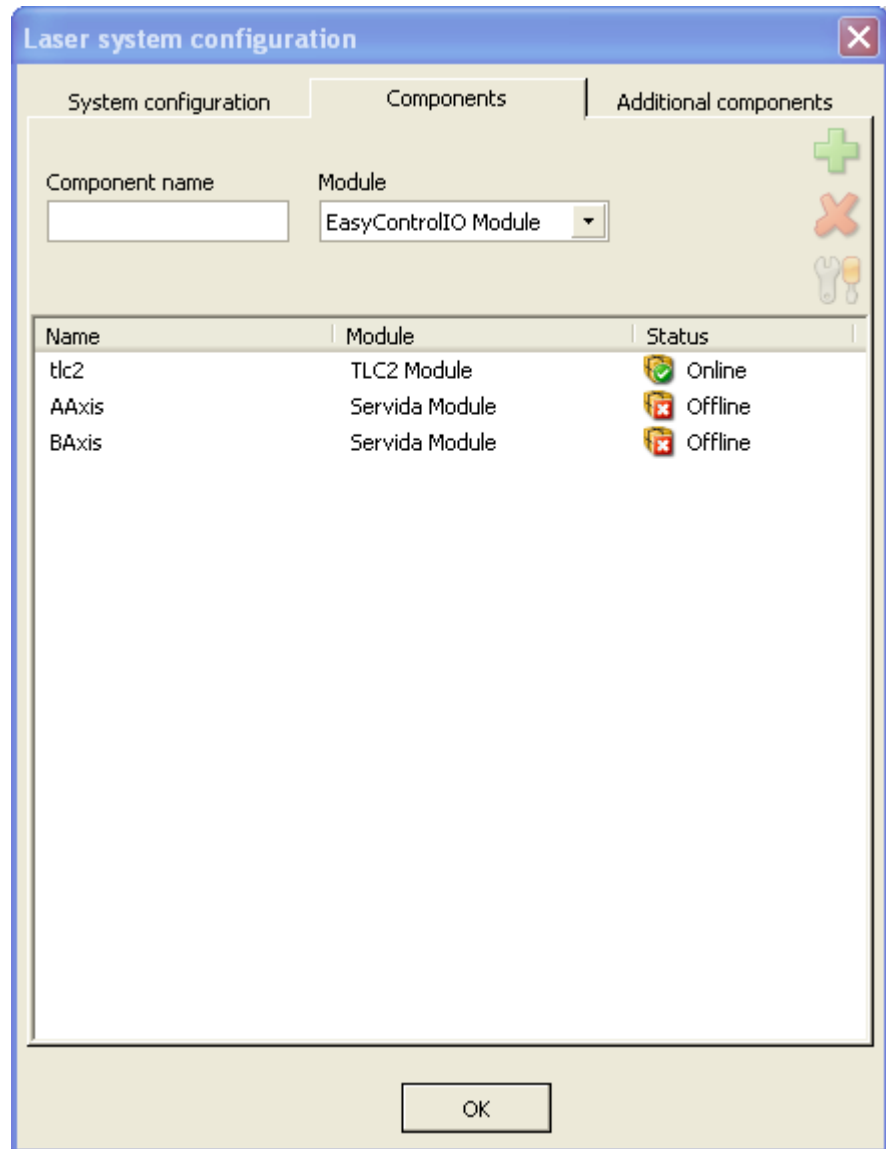 Laser system configuration
System configuration Components Additional components
Component name Module
EasyControlIO Module
Name Module Status
tlc2 TLC2 Module Online
AAxis Servida Module Offline
BAxis Servida Module Offline
OK